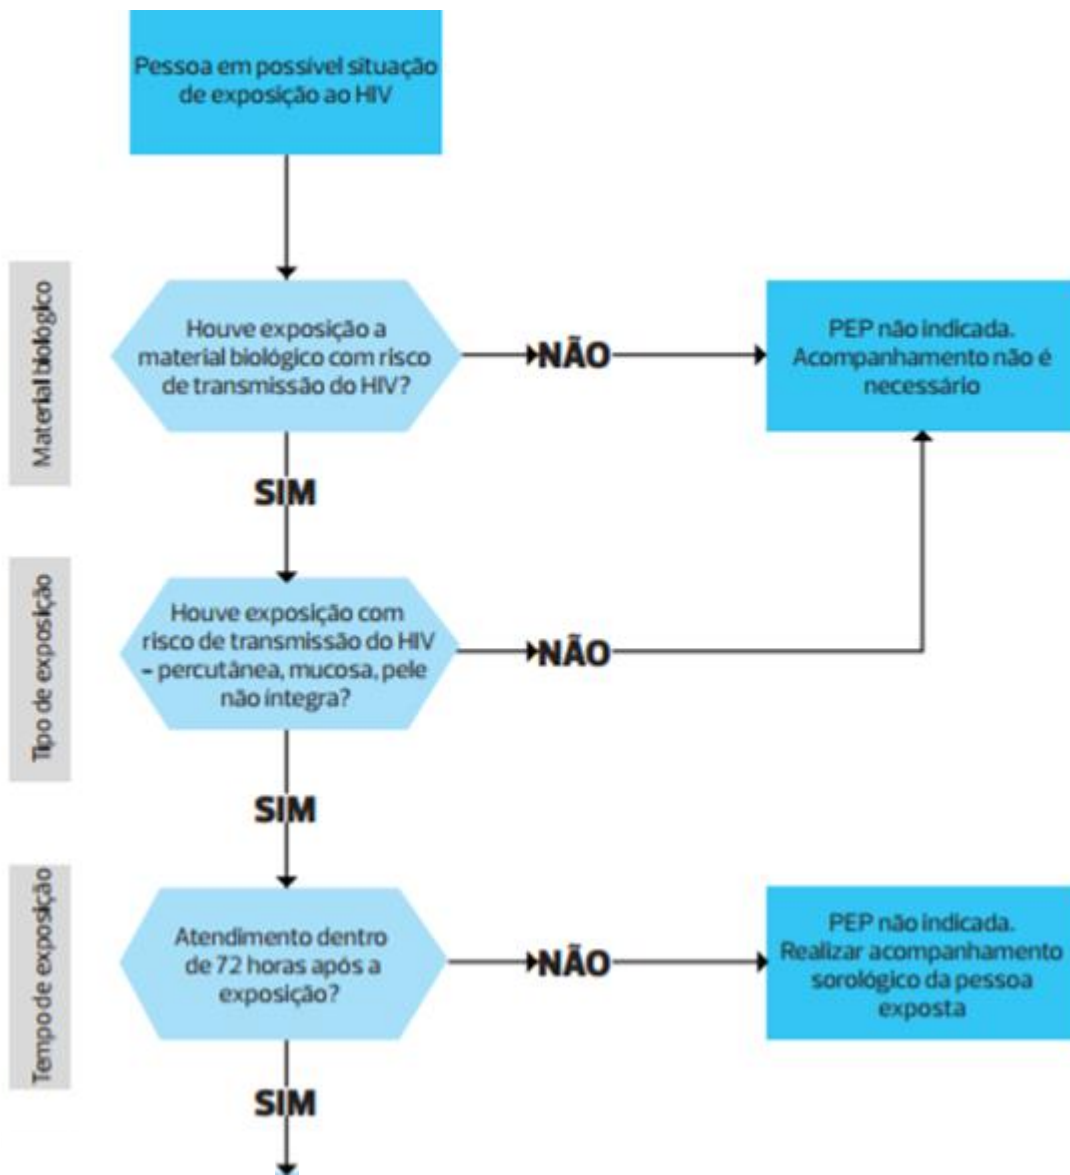 Pessoa em possível situação
de exposição ao HIV
Material biológico
Houve exposição a
material biológico com risco
de transmissão do HIV?
NÃO
PEP não indicada.
Acompanhamento não é
necessário
SIM
Tipo de exposição
Houve exposição com
risco de transmissão do HIV
– percutânea, mucosa, pele
não íntegra?
NÃO
SIM
Tempo de exposição
Atendimento dentro
de 72 horas após a
exposição?
NÃO
PEP não indicada.
Realizar acompanhamento
sorológico da pessoa
exposta
SIM